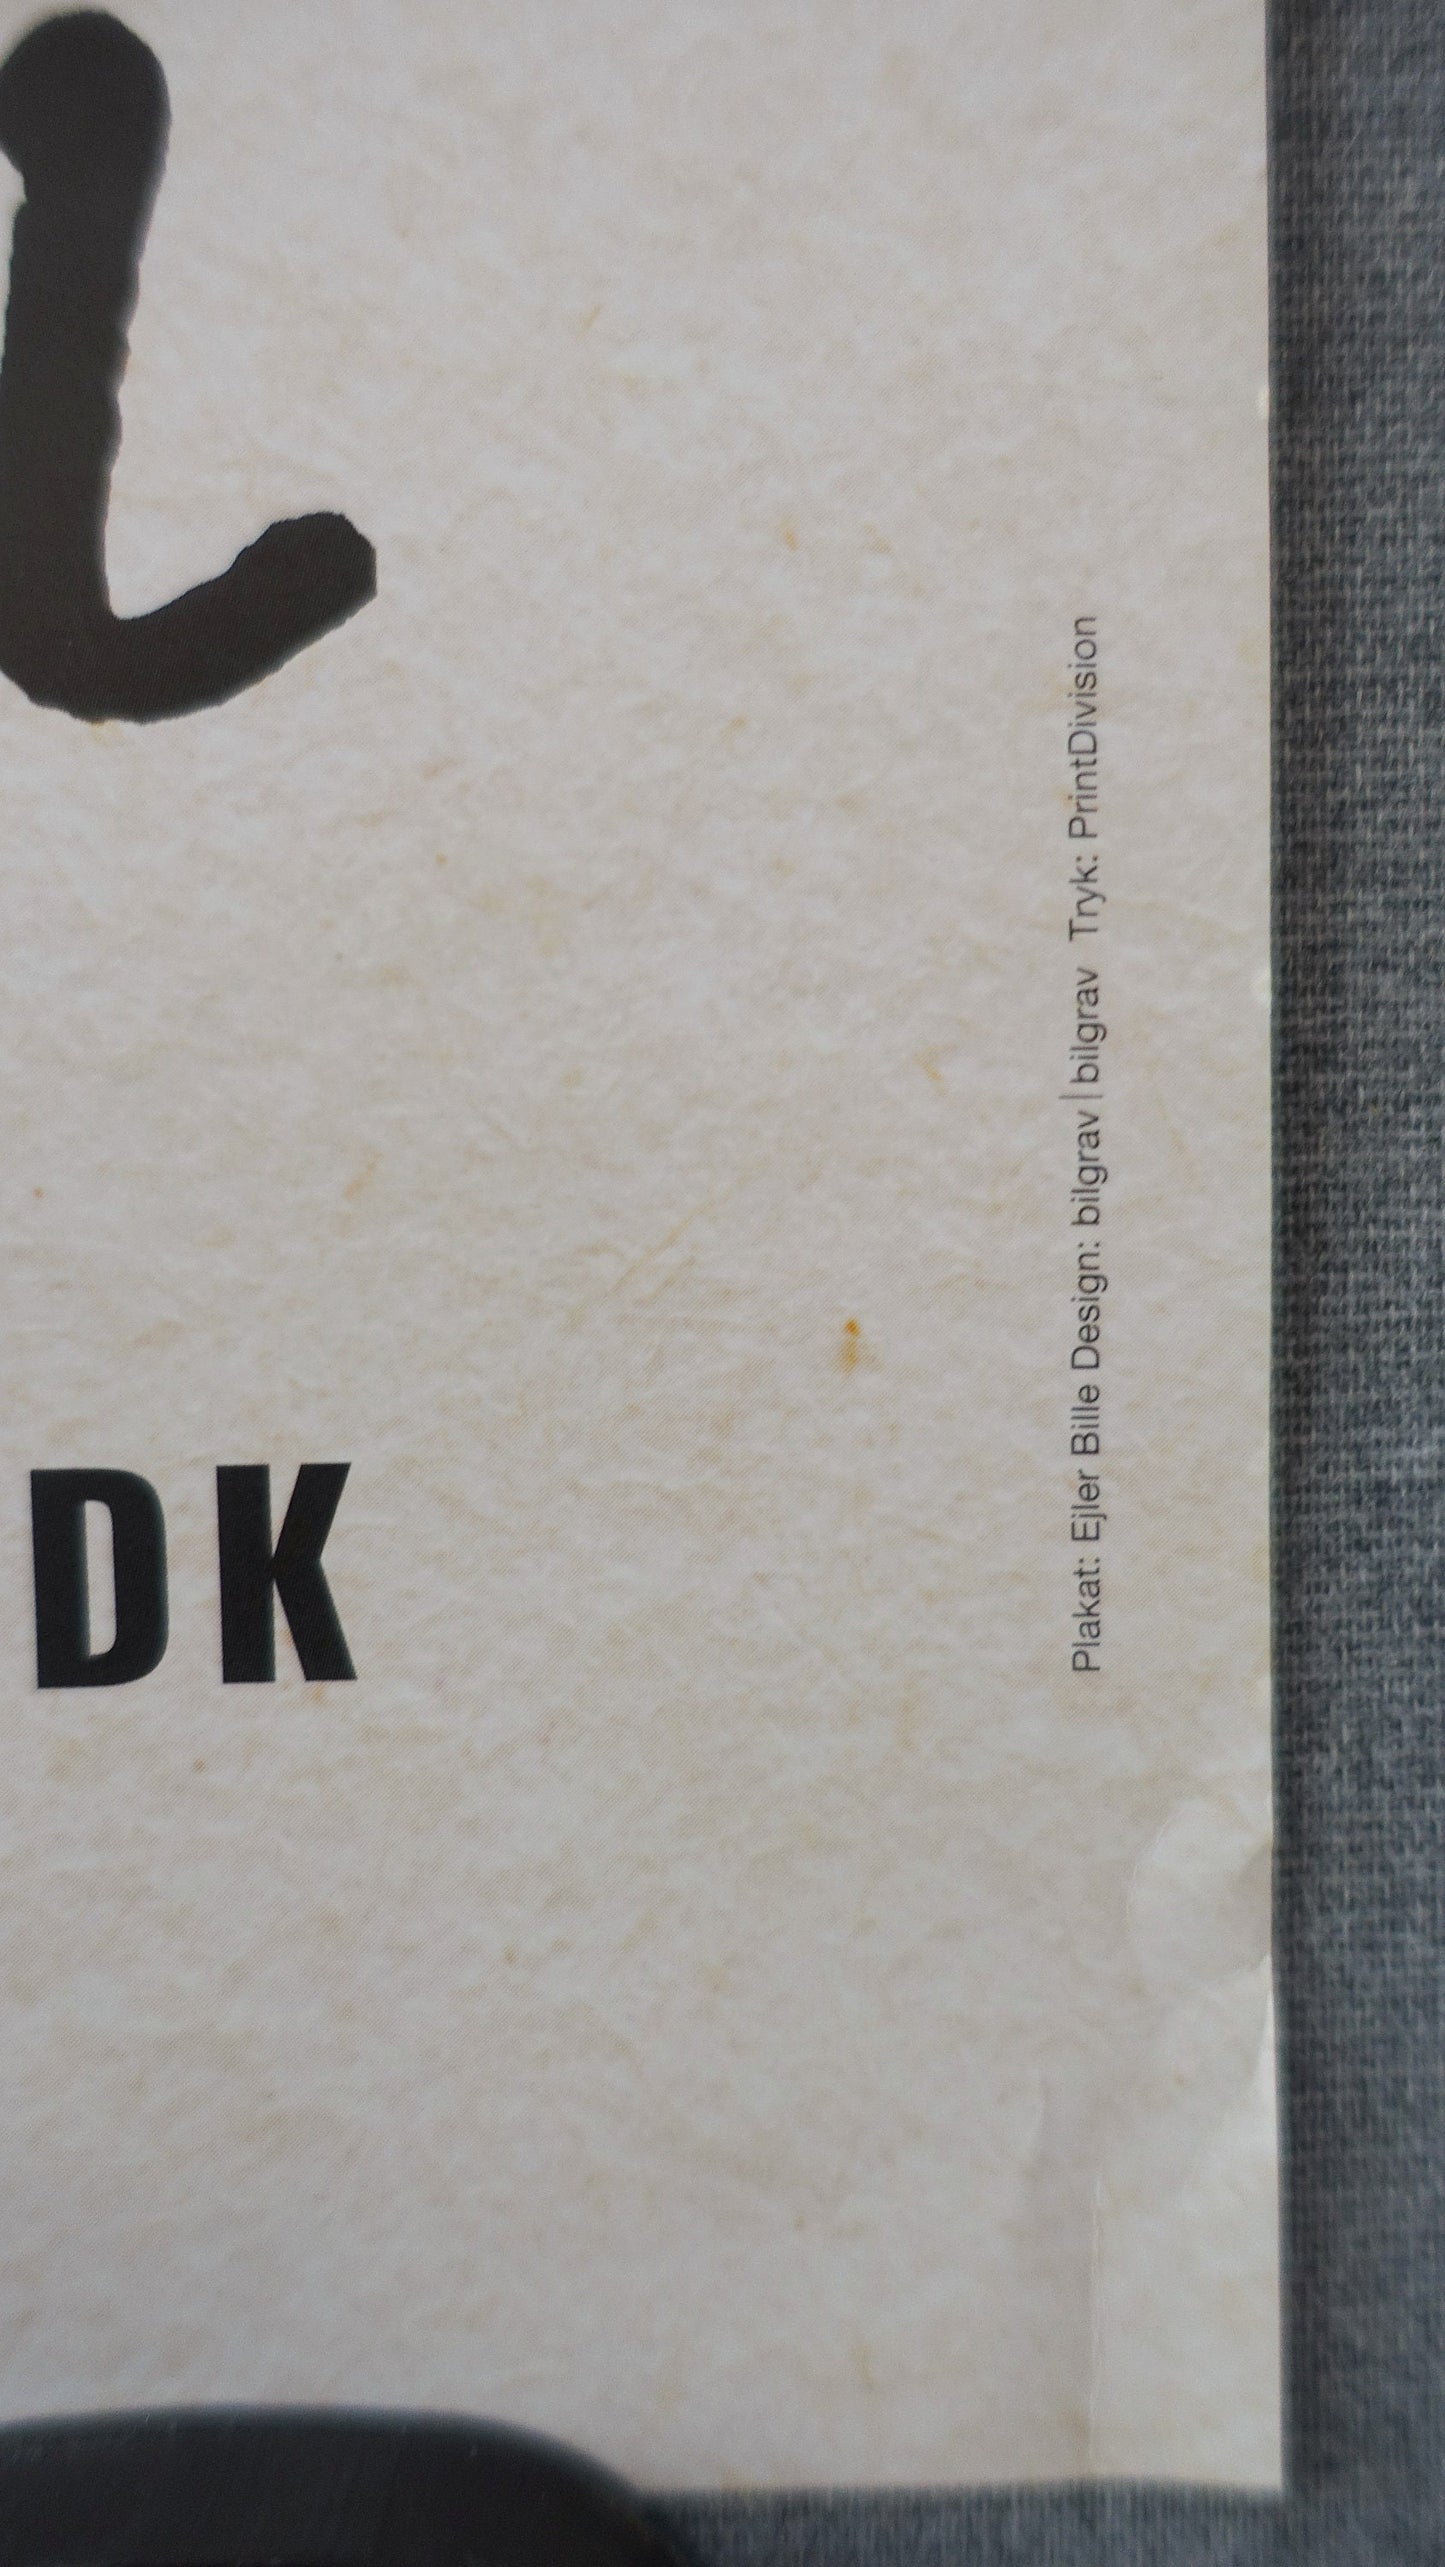 l
DK
Plakat: Ejler Bille Design: bilgrav|bilgrav Tryk: PrintDivision